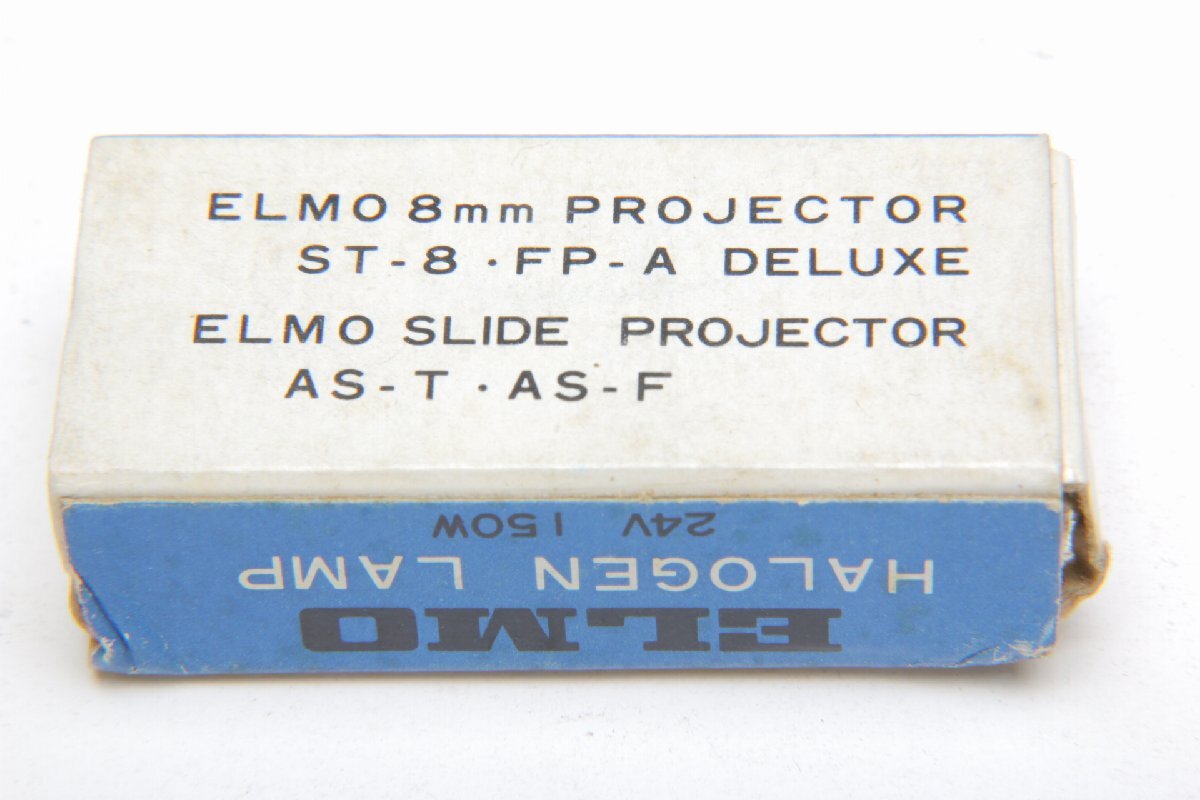 ELMO 8mm PROJECTOR
ST-8 · FP-A DELUXE
ELMO SLIDE PROJECTOR
AS-T · AS-F
ELMO
HALOGEN LAMP
24V 150W